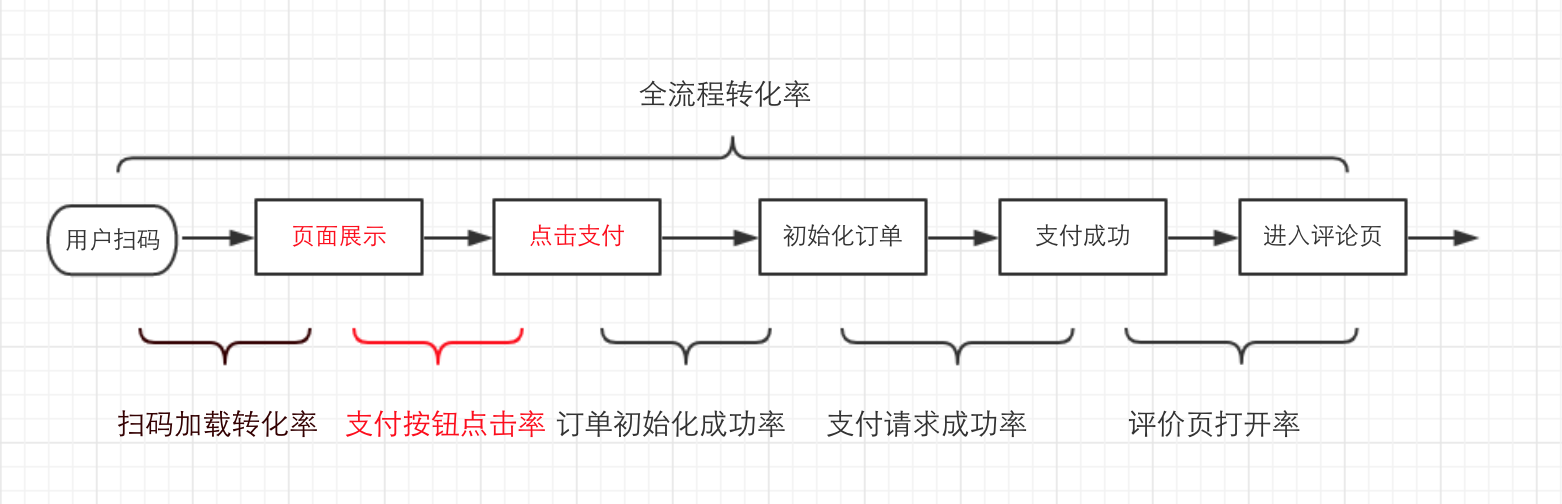 全流程转化率
用户扫码
页面展示
点击支付
初始化订单
支付成功
进入评论页
扫码加载转化率
支付按钮点击率
订单初始化成功率
支付请求成功率
评价页打开率